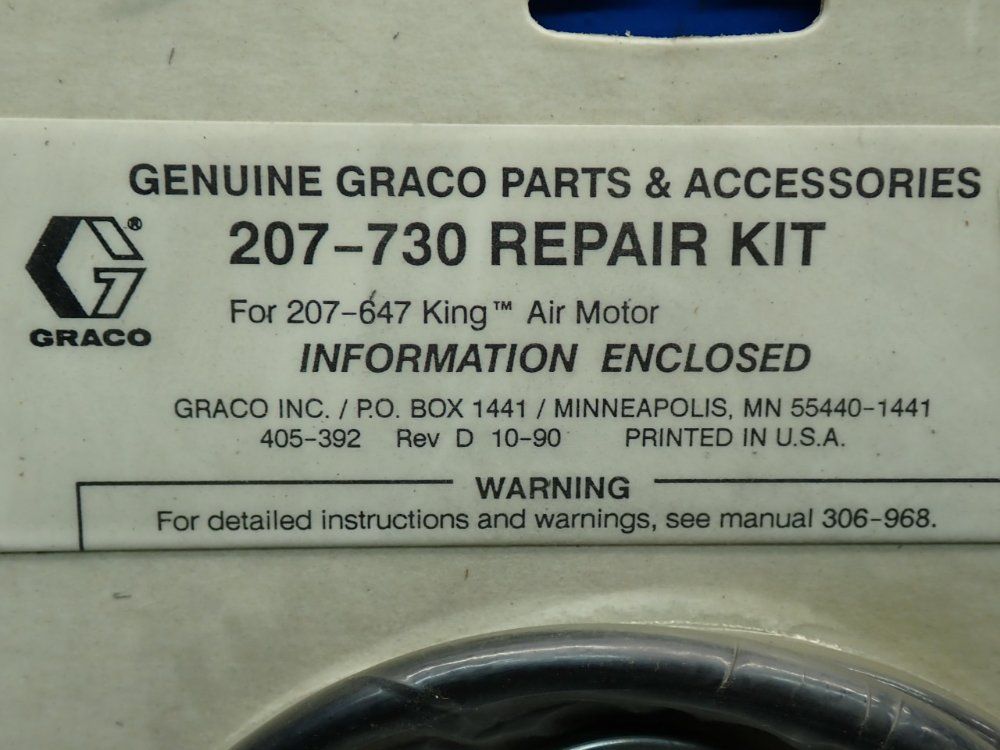 GENUINE GRACO PARTS & ACCESSORIES
®
207-730 REPAIR KIT
GRACO
For 207-647 King™ Air Motor
INFORMATION ENCLOSED
GRACO INC. / P.O. BOX 1441 / MINNEAPOLIS, MN 55440-1441
405-392 Rev D 10-90 PRINTED IN U.S.A.
WARNING
For detailed instructions and warnings, see manual 306-968.